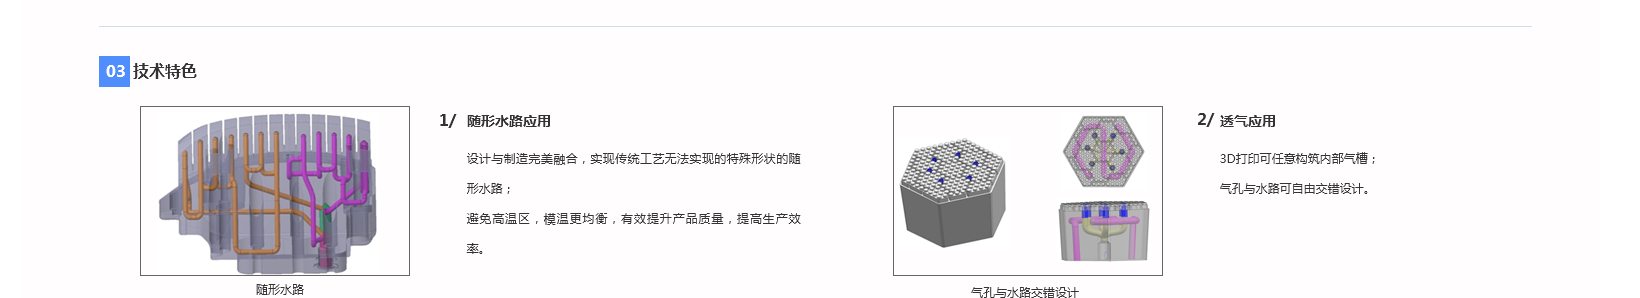 03 技术特色
1/ 随形水路应用
设计与制造完美融合，实现传统工艺无法实现的特殊形状的随
形水路；
避免高温区，模温更均衡，有效提升产品质量，提高生产效
率。
随形水路
2/ 透气应用
3D打印可任意构筑内部气槽；
气孔与水路可自由交错设计。
气孔与水路交错设计